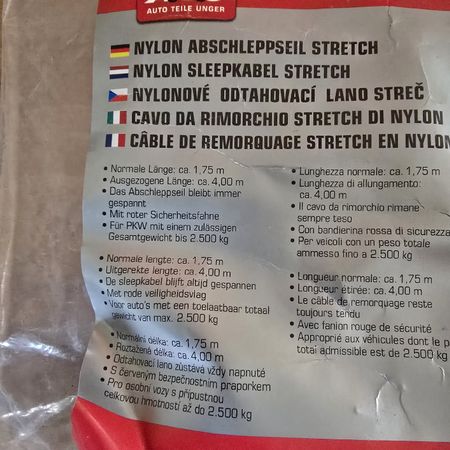 AUTO TEILE UNGER
NYLON ABSCHLEPPSEIL STRETCH
NYLON SLEEPKABEL STRETCH
NYLONOVÉ ODTAHOVACÍ LANO STREČ
CAVO DA RIMORCHIO STRETCH DI NYLON
CÂBLE DE REMORQUAGE STRETCH EN NYLON
• Normale Länge: ca. 1,75 m
• Ausgezogene Länge: ca. 4,00 m
• Das Abschleppseil bleibt immer
gespannt
• Mit roter Sicherheitsfahne
• Für PKW mit einem zulässigen
Gesamtgewicht bis 2.500 kg
• Normale lengte: ca. 1,75 m
• Uitgerekte lengte: ca. 4,00 m
• De sleepkabel blijft altijd gespannen
• Met rode veiligheidsvlag
• Voor auto's met een toelaatbaar totaal
gewicht van max. 2.500 kg
• Normální délka: ca. 1,75 m
• Roztažená délka: ca. 4,00 m
• Odtahovací lano zůstává vždy napnuté
• S červeným bezpečnostním praporkem
• Pro osobní vozy s přípustnou
celkovou hmotností až do 2.500 kg
• Lunghezza normale: ca. 1,75 m
• Lunghezza di allungamento:
ca. 4,00 m
• Il cavo da rimorchio rimane
sempre teso
• Con bandierina rossa di sicurezza
• Per veicoli con un peso totale
ammesso fino a 2.500 kg
Longueur normale: ca. 1,75 m
• Longueur étirée: ca. 4,00 m
• Le câble de remorquage reste
toujours tendu
• Avec fanion rouge de sécurité
• Approprié aux véhicules dont le
total admissible est de 2.500 kg